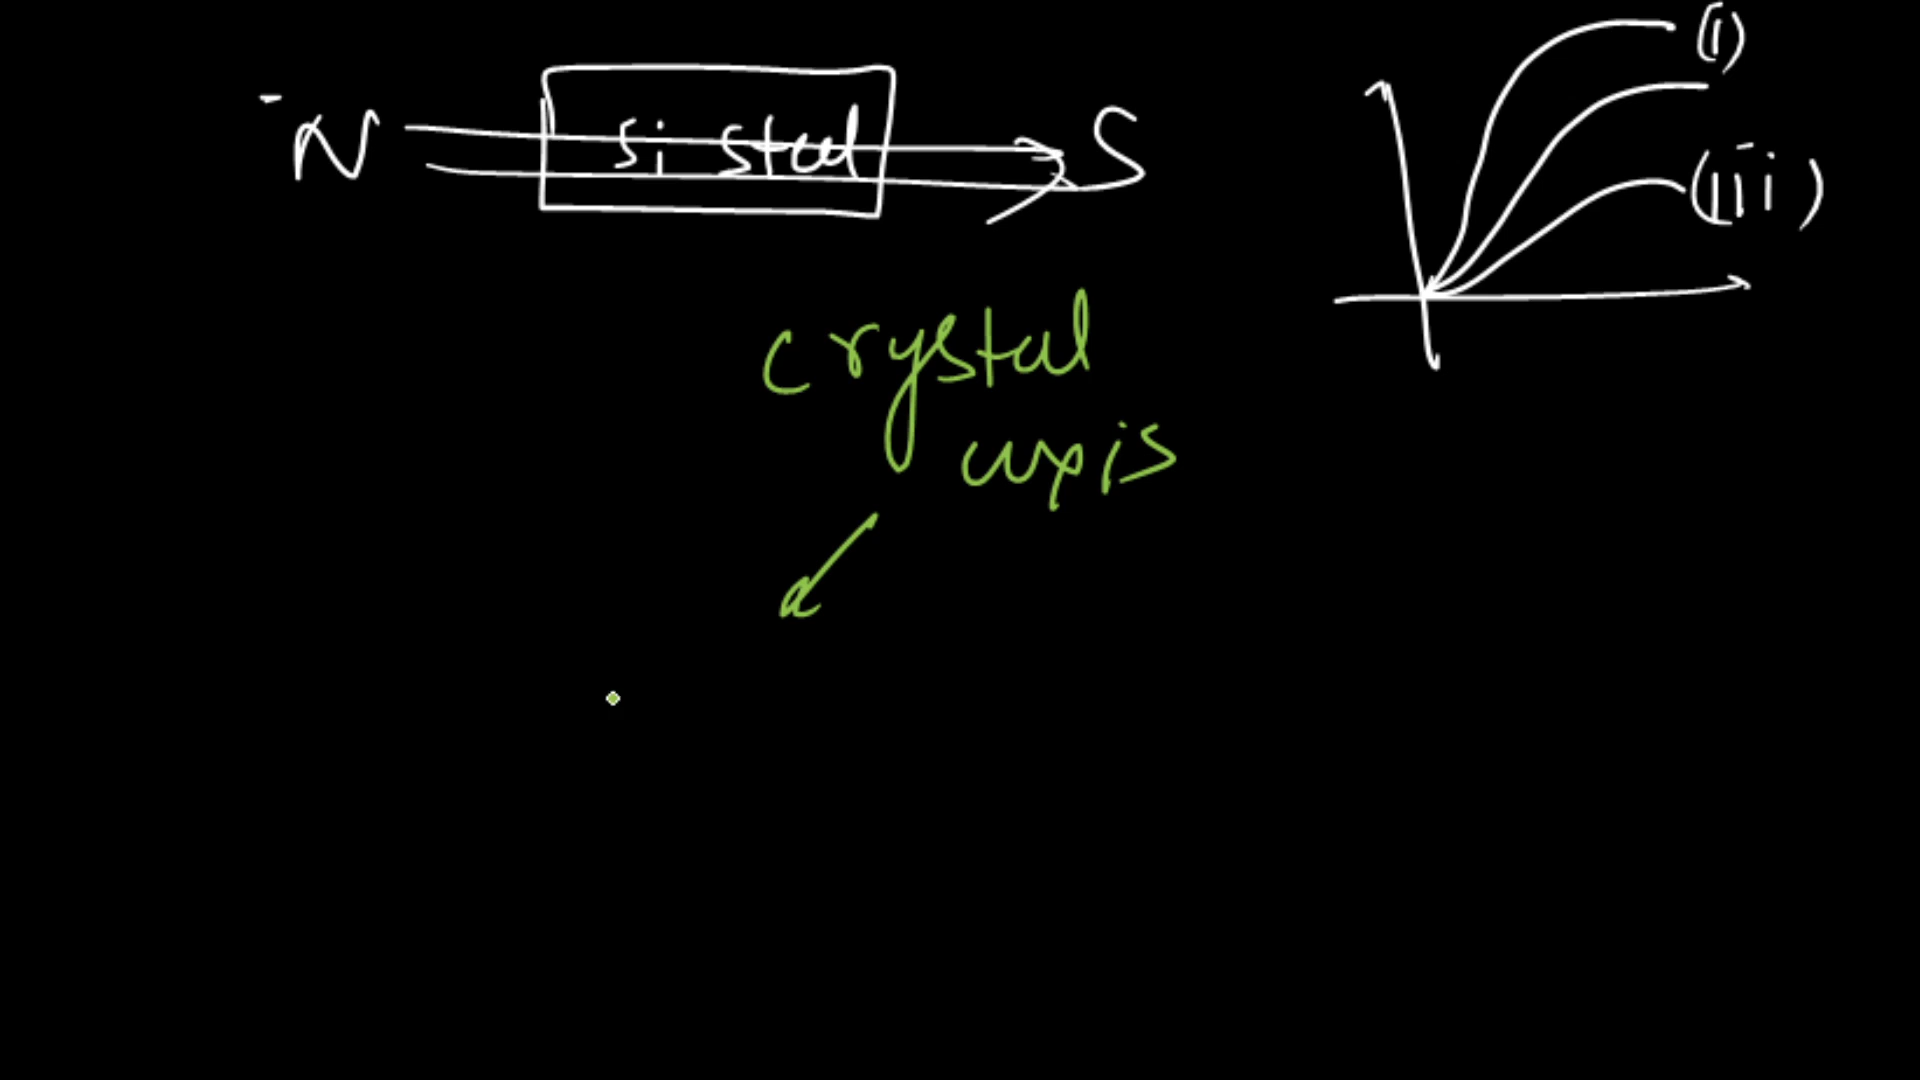 N si stal S
(i)
(iii)
crystal
axis